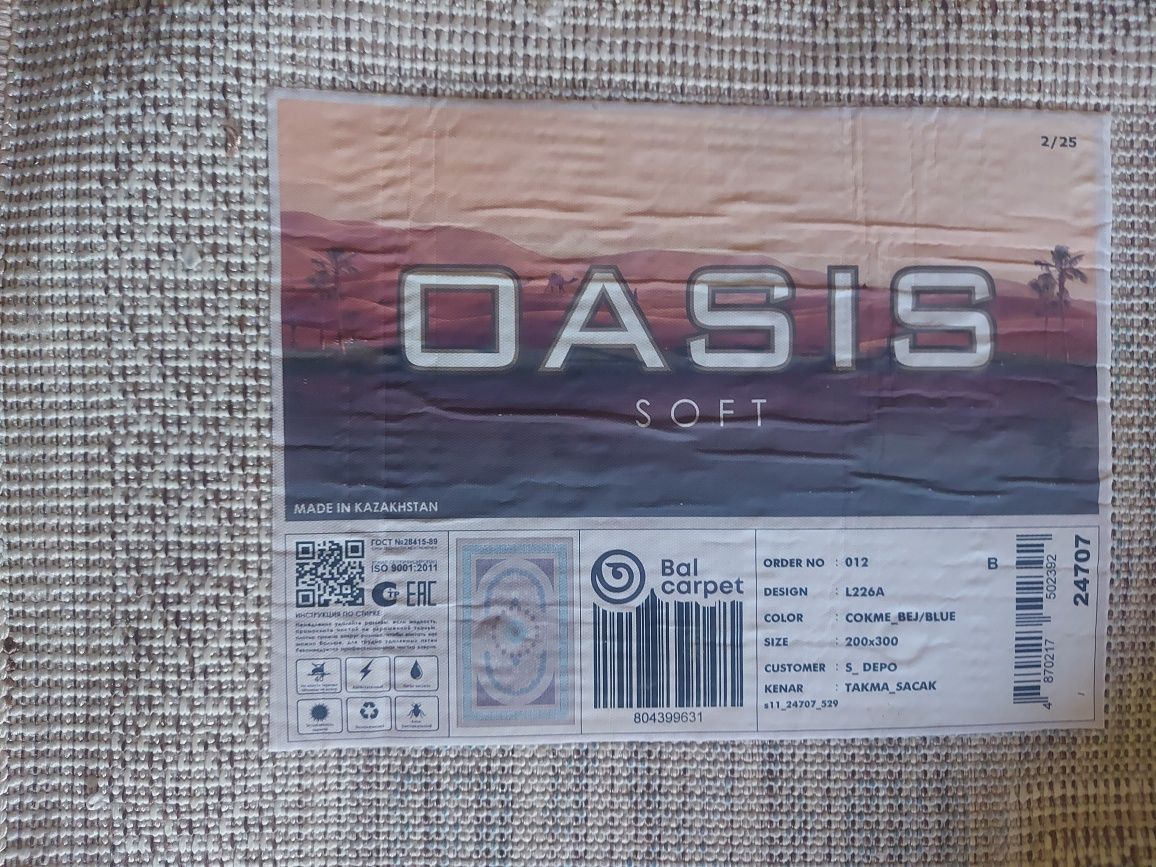 2/25
OASIS
SOFT
MADE IN KAZAKHSTAN
ГОСТ №28415-89
ISO 9001:2011
EAC
ИНСТРУКЦИЯ ПО СТИРКЕ
Bal
carpet
804399631
ORDER NO : 012
B
DESIGN : L226A
COLOR : COKME_BEJ/BLUE
SIZE : 200x300
CUSTOMER : S_DEPO
KENAR : TAKMA_SACAK
s11_24707_529
4 870217 502392
24707